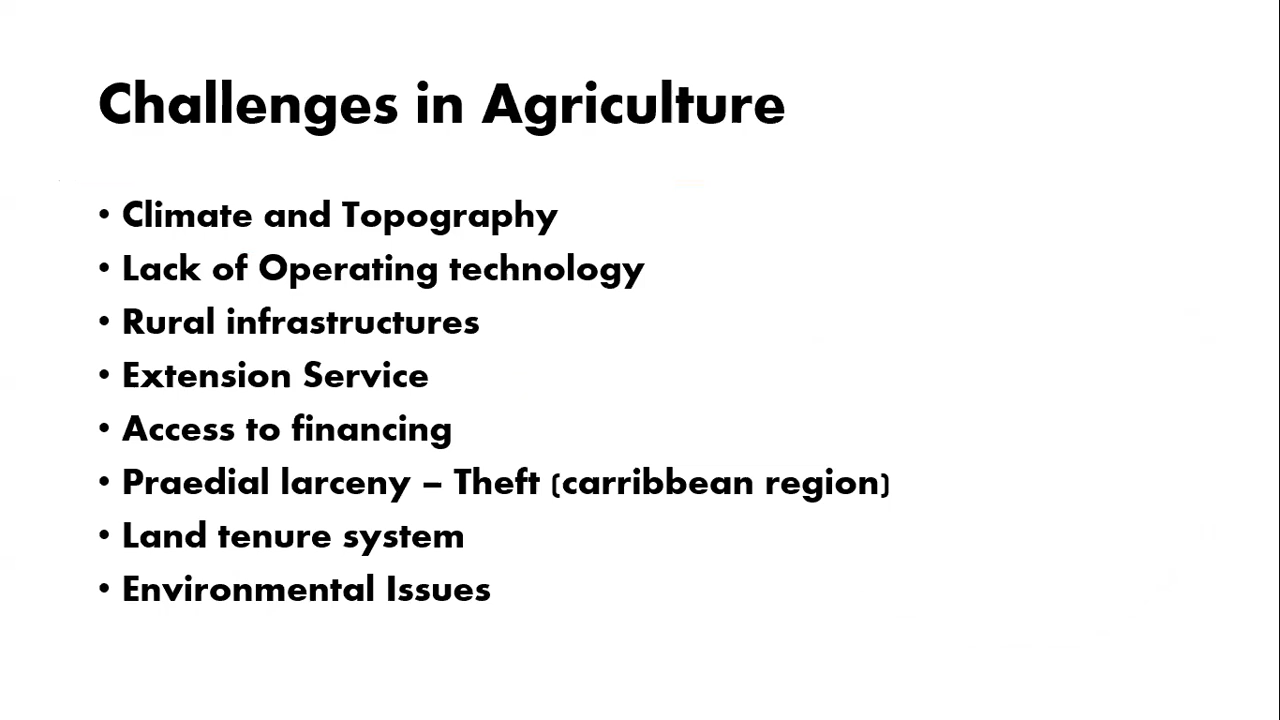 Challenges in Agriculture
• Climate and Topography
• Lack of Operating technology
• Rural infrastructures
• Extension Service
• Access to financing
• Praedial larceny – Theft (carribbean region)
• Land tenure system
• Environmental Issues